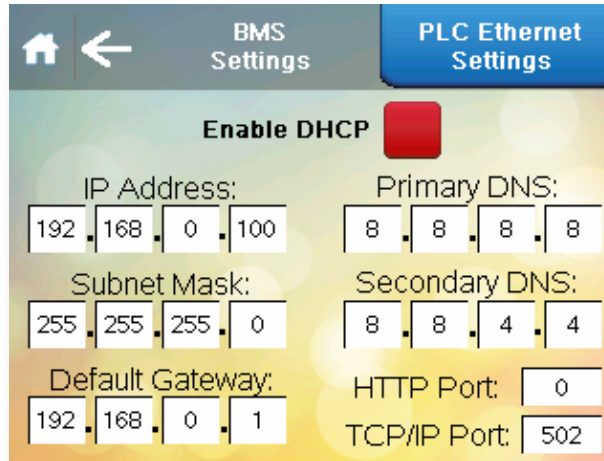 BMS
Settings
PLC Ethernet
Settings
Enable DHCP
IP Address:
192.168.0.100
Primary DNS:
8.8.8.8
Subnet Mask:
255.255.255.0
Secondary DNS:
8.8.4.4
Default Gateway:
192.168.0.1
HTTP Port: 0
TCP/IP Port: 502